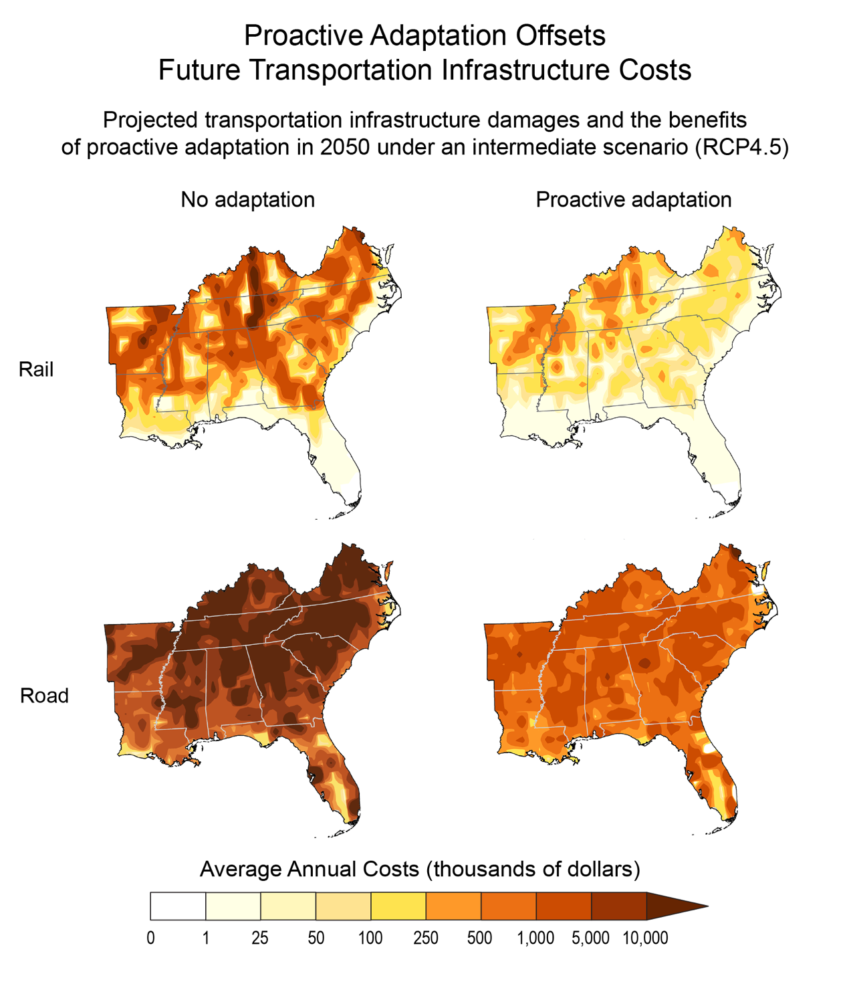 Proactive Adaptation Offsets
Future Transportation Infrastructure Costs
Projected transportation infrastructure damages and the benefits
of proactive adaptation in 2050 under an intermediate scenario (RCP4.5)
No adaptation
Proactive adaptation
Rail
Road
Average Annual Costs (thousands of dollars)
0 1 25 50 100 250 500 1,000 5,000 10,000